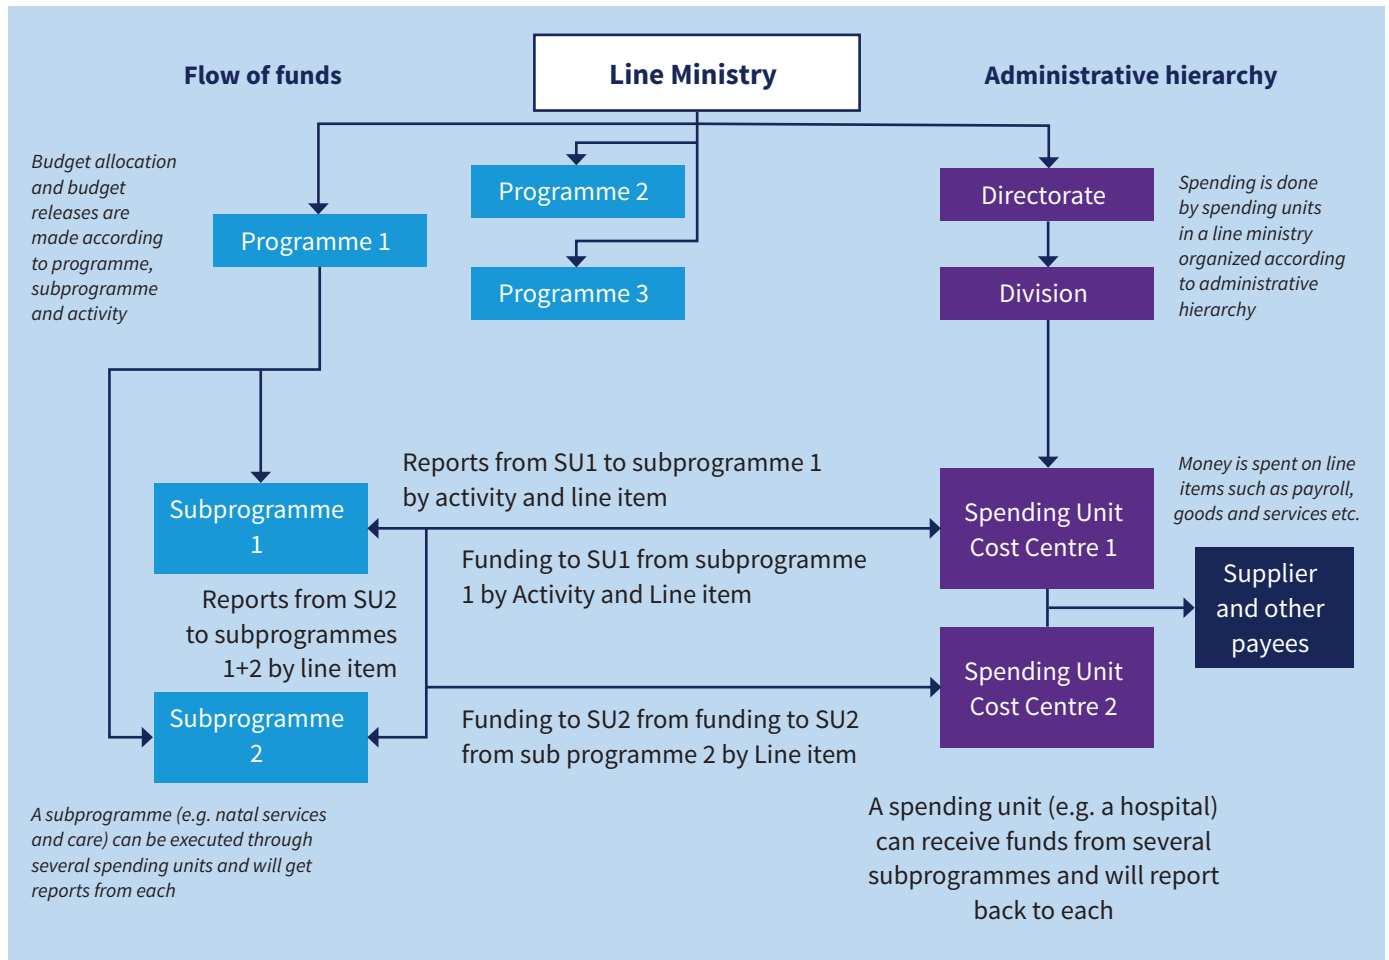 Flow of funds
Line Ministry
Administrative hierarchy
Budget allocation
and budget
releases are
made according
to programme,
subprogramme
and activity
Programme 1
Programme 2
Programme 3
Directorate
Division
Spending is done
by spending units
in a line ministry
organized according
to administrative
hierarchy
Reports from SU1 to subprogramme 1
by activity and line item
Money is spent on line
items such as payroll,
goods and services etc.
Subprogramme
1
Spending Unit
Cost Centre 1
Funding to SU1 from subprogramme
1 by Activity and Line item
Supplier
and other
payees
Reports from SU2
to subprogrammes
1+2 by line item
Subprogramme
2
Spending Unit
Cost Centre 2
Funding to SU2 from funding to SU2
from sub programme 2 by Line item
A subprogramme (e.g. natal services
and care) can be executed through
several spending units and will get
reports from each
A spending unit (e.g. a hospital)
can receive funds from several
subprogrammes and will report
back to each